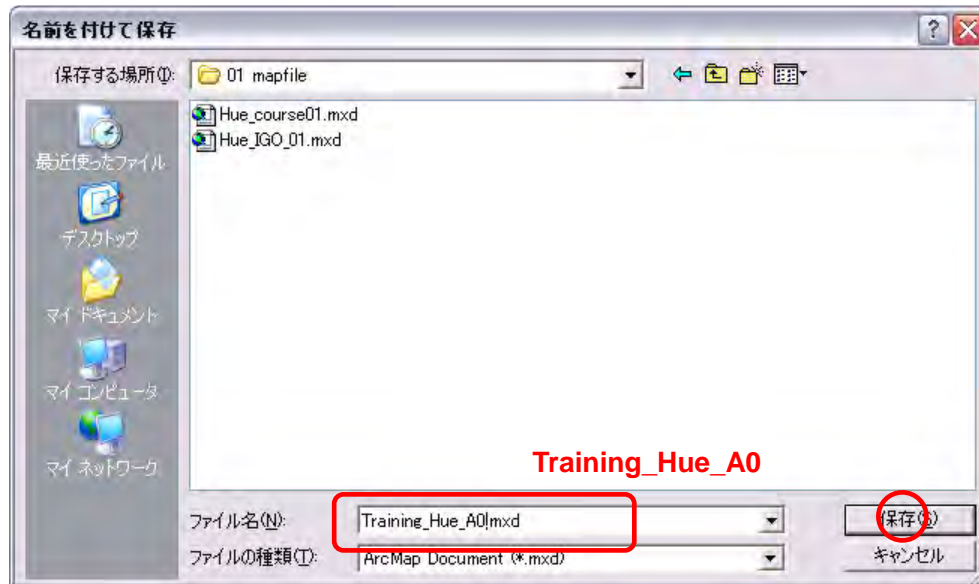 名前を付けて保存
保存する場所(I): 01 mapfile
Hue_course01.mxd
Hue_IGO_01.mxd
最近使ったファイル
デスクトップ
マイ ドキュメント
マイ コンピュータ
マイ ネットワーク
Training_Hue_A0
ファイル名(N): Training_Hue_A0.mxd 保存(S)
ファイルの種類(T): ArcMap Document (*.mxd) キャンセル